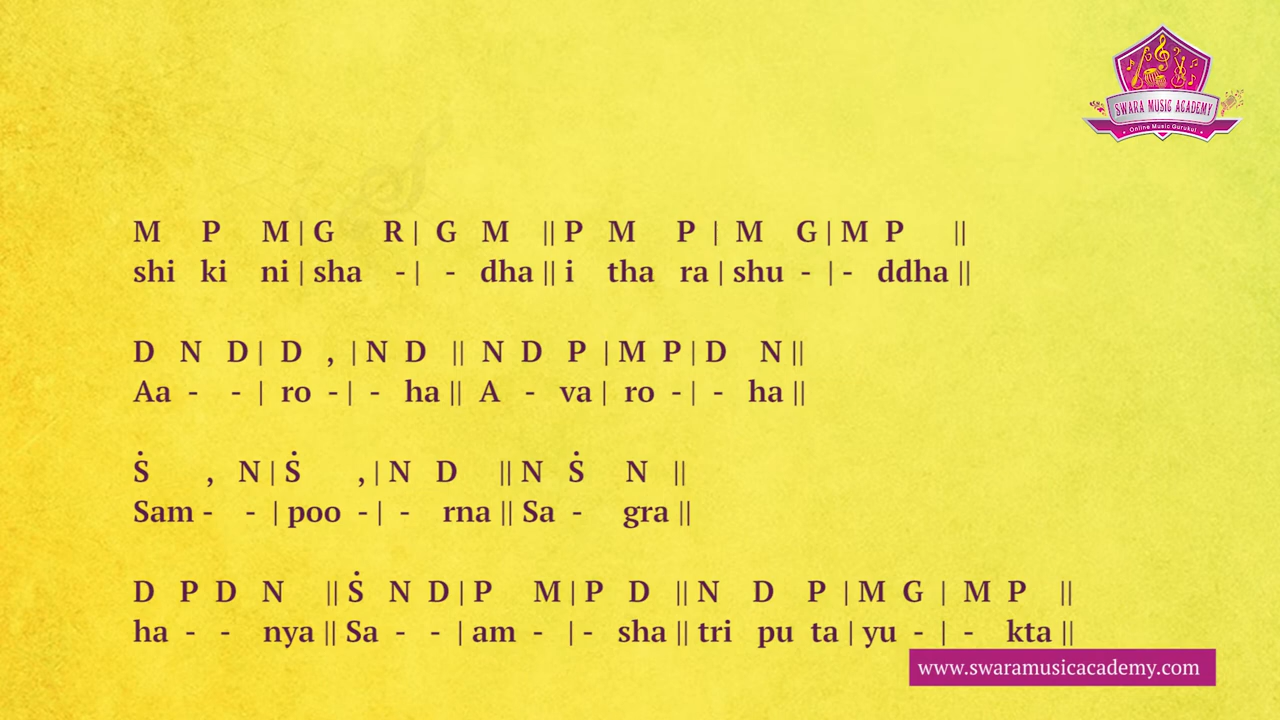 SWARA MUSIC ACADEMY
• Online Music Gurukul •
M P M | G R | G M || P M P | M G | M P ||
shi ki ni | sha - | - dha || i tha ra | shu - | - ddha ||
D N D | D , | N D || N D P | M P | D N ||
Aa - - | ro - | - ha || A - va | ro - | - ha ||
Ṡ , N | Ṡ , | N D || N Ṡ N ||
Sam - - | poo - | - rna || Sa - gra ||
D P D N || Ṡ N D | P M | P D || N D P | M G | M P ||
ha - - nya || Sa - - | am - | - sha || tri pu ta | yu - | - kta ||
www.swaramusicacademy.com